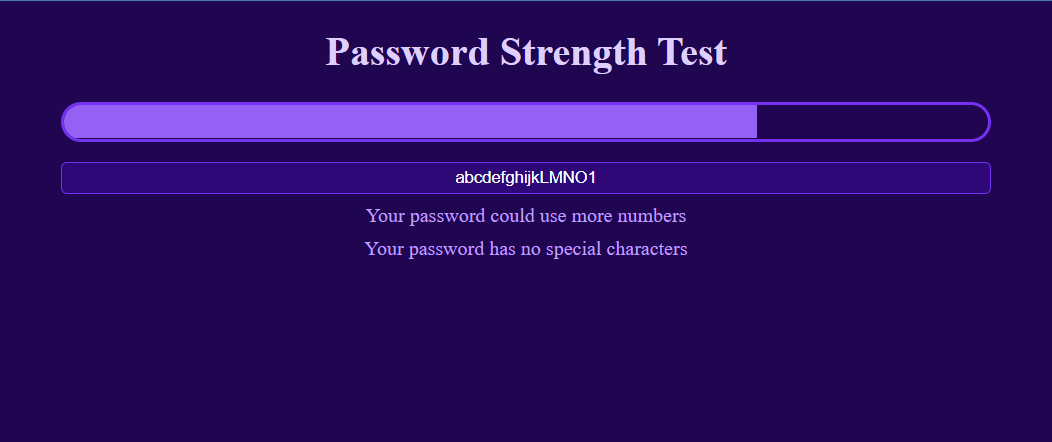 Password Strength Test
abcdefghijkLMNO1
Your password could use more numbers
Your password has no special characters